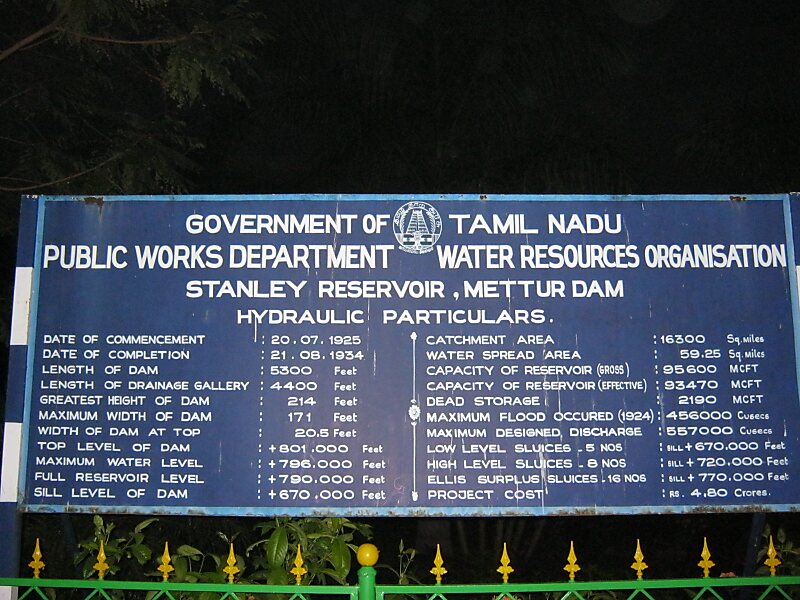 GOVERNMENT OF TAMIL NADU
PUBLIC WORKS DEPARTMENT WATER RESOURCES ORGANISATION
STANLEY RESERVOIR, METTUR DAM
HYDRAULIC PARTICULARS.
DATE OF COMMENCEMENT : 20.07.1925
DATE OF COMPLETION : 21.08.1934
LENGTH OF DAM : 5300 Feet
LENGTH OF DRAINAGE GALLERY : 4400 Feet
GREATEST HEIGHT OF DAM : 214 Feet
MAXIMUM WIDTH OF DAM : 171 Feet
WIDTH OF DAM AT TOP : 20.5 Feet
TOP LEVEL OF DAM : +801.000 Feet
MAXIMUM WATER LEVEL : +796.000 Feet
FULL RESERVOIR LEVEL : +790.000 Feet
SILL LEVEL OF DAM : +670.000 Feet
CATCHMENT AREA : 16300 Sq.miles
WATER SPREAD AREA : 59.25 Sq.miles
CAPACITY OF RESERVOIR (GROSS) : 95600 MCFT
CAPACITY OF RESERVOIR (EFFECTIVE) : 93470 MCFT
DEAD STORAGE : 2190 MCFT
MAXIMUM FLOOD OCCURED (1924) : 456000 Cusecs
MAXIMUM DESIGNED DISCHARGE : 557000 Cusecs
LOW LEVEL SLUICES - 5 NOS : SILL +670.000 Feet
HIGH LEVEL SLUICES - 8 NOS : SILL +720.000 Feet
ELLIS SURPLUS SLUICES - 16 NOS : SILL +770.000 Feet
PROJECT COST : RS. 4.80 Crores.